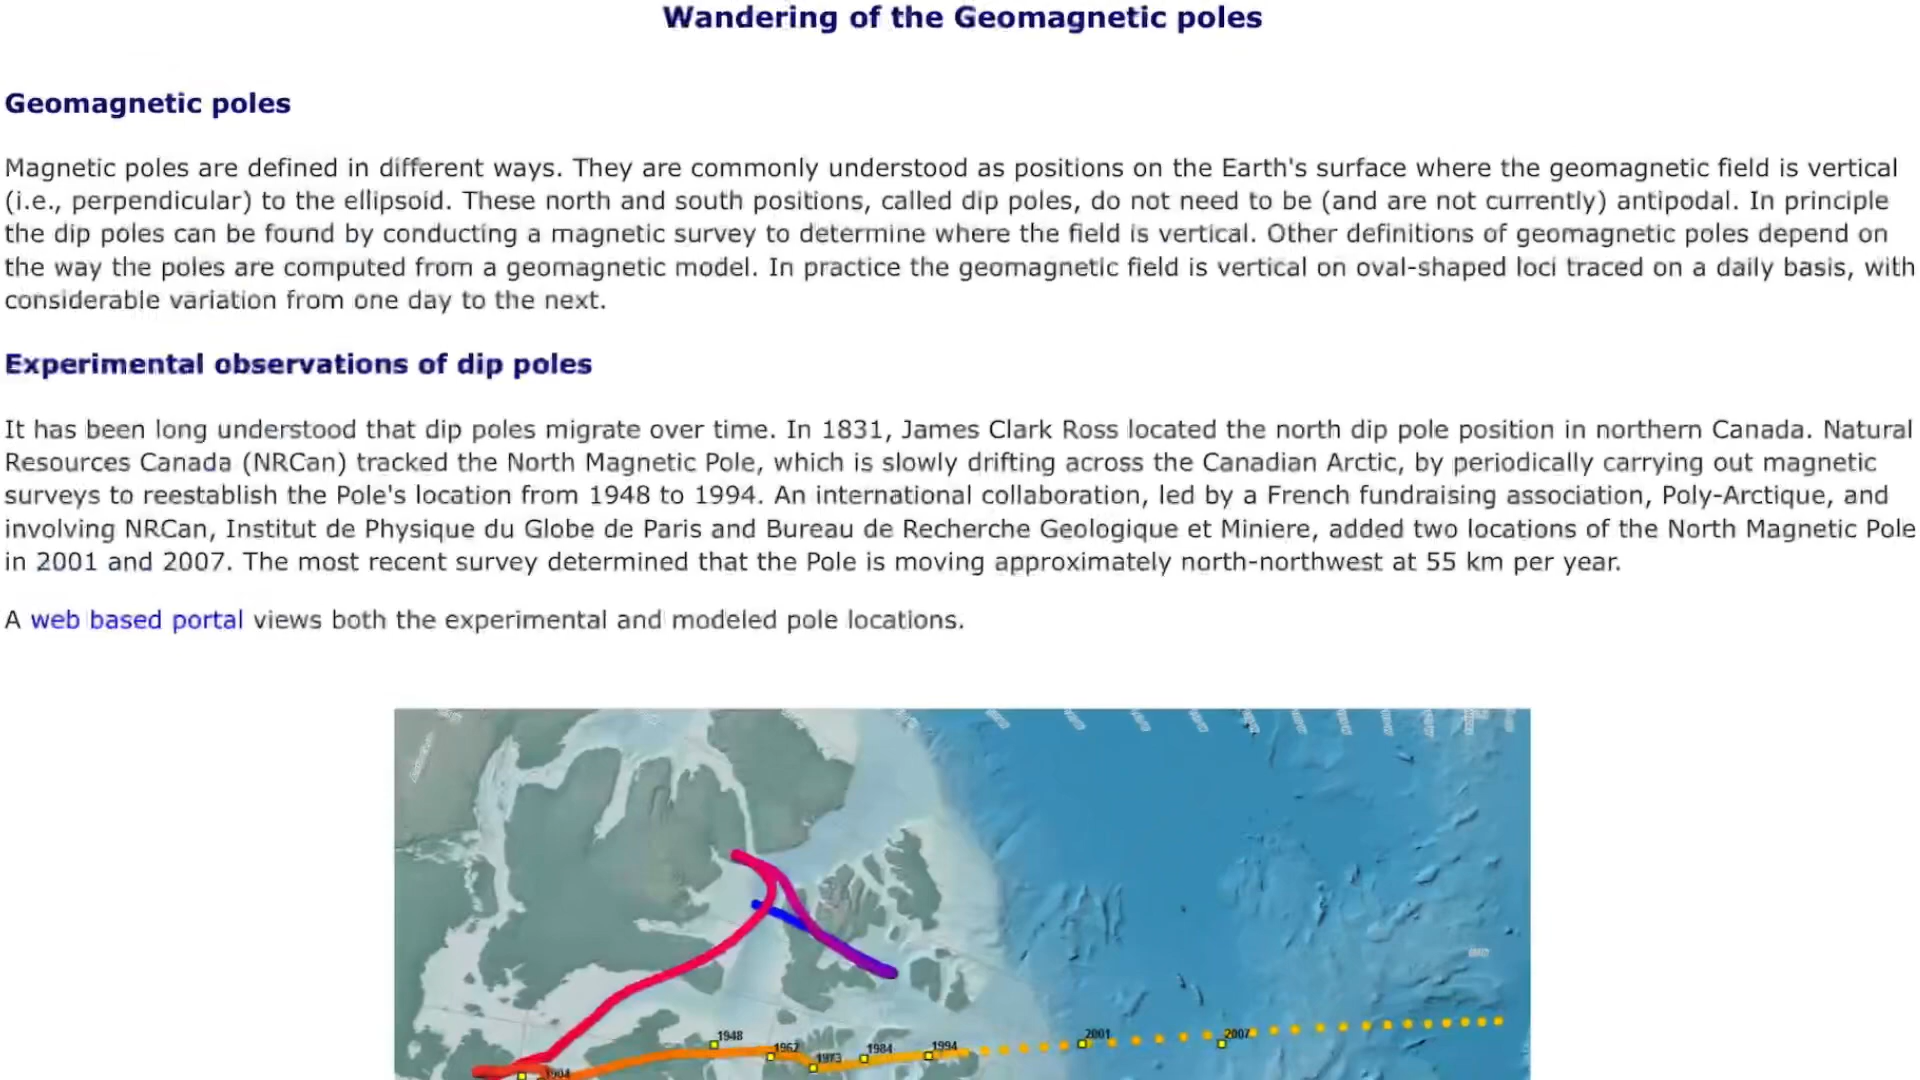 Wandering of the Geomagnetic poles
Geomagnetic poles
Magnetic poles are defined in different ways. They are commonly understood as positions on the Earth's surface where the geomagnetic field is vertical
(i.e., perpendicular) to the ellipsoid. These north and south positions, called dip poles, do not need to be (and are not currently) antipodal. In principle
the dip poles can be found by conducting a magnetic survey to determine where the field is vertical. Other definitions of geomagnetic poles depend on
the way the poles are computed from a geomagnetic model. In practice the geomagnetic field is vertical on oval-shaped loci traced on a daily basis, with
considerable variation from one day to the next.
Experimental observations of dip poles
It has been long understood that dip poles migrate over time. In 1831, James Clark Ross located the north dip pole position in northern Canada. Natural
Resources Canada (NRCan) tracked the North Magnetic Pole, which is slowly drifting across the Canadian Arctic, by periodically carrying out magnetic
surveys to reestablish the Pole's location from 1948 to 1994. An international collaboration, led by a French fundraising association, Poly-Arctique, and
involving NRCan, Institut de Physique du Globe de Paris and Bureau de Recherche Geologique et Miniere, added two locations of the North Magnetic Pole
in 2001 and 2007. The most recent survey determined that the Pole is moving approximately north-northwest at 55 km per year.
A web based portal views both the experimental and modeled pole locations.
1948
1962
1973
1984
1994
2001
2007
1904